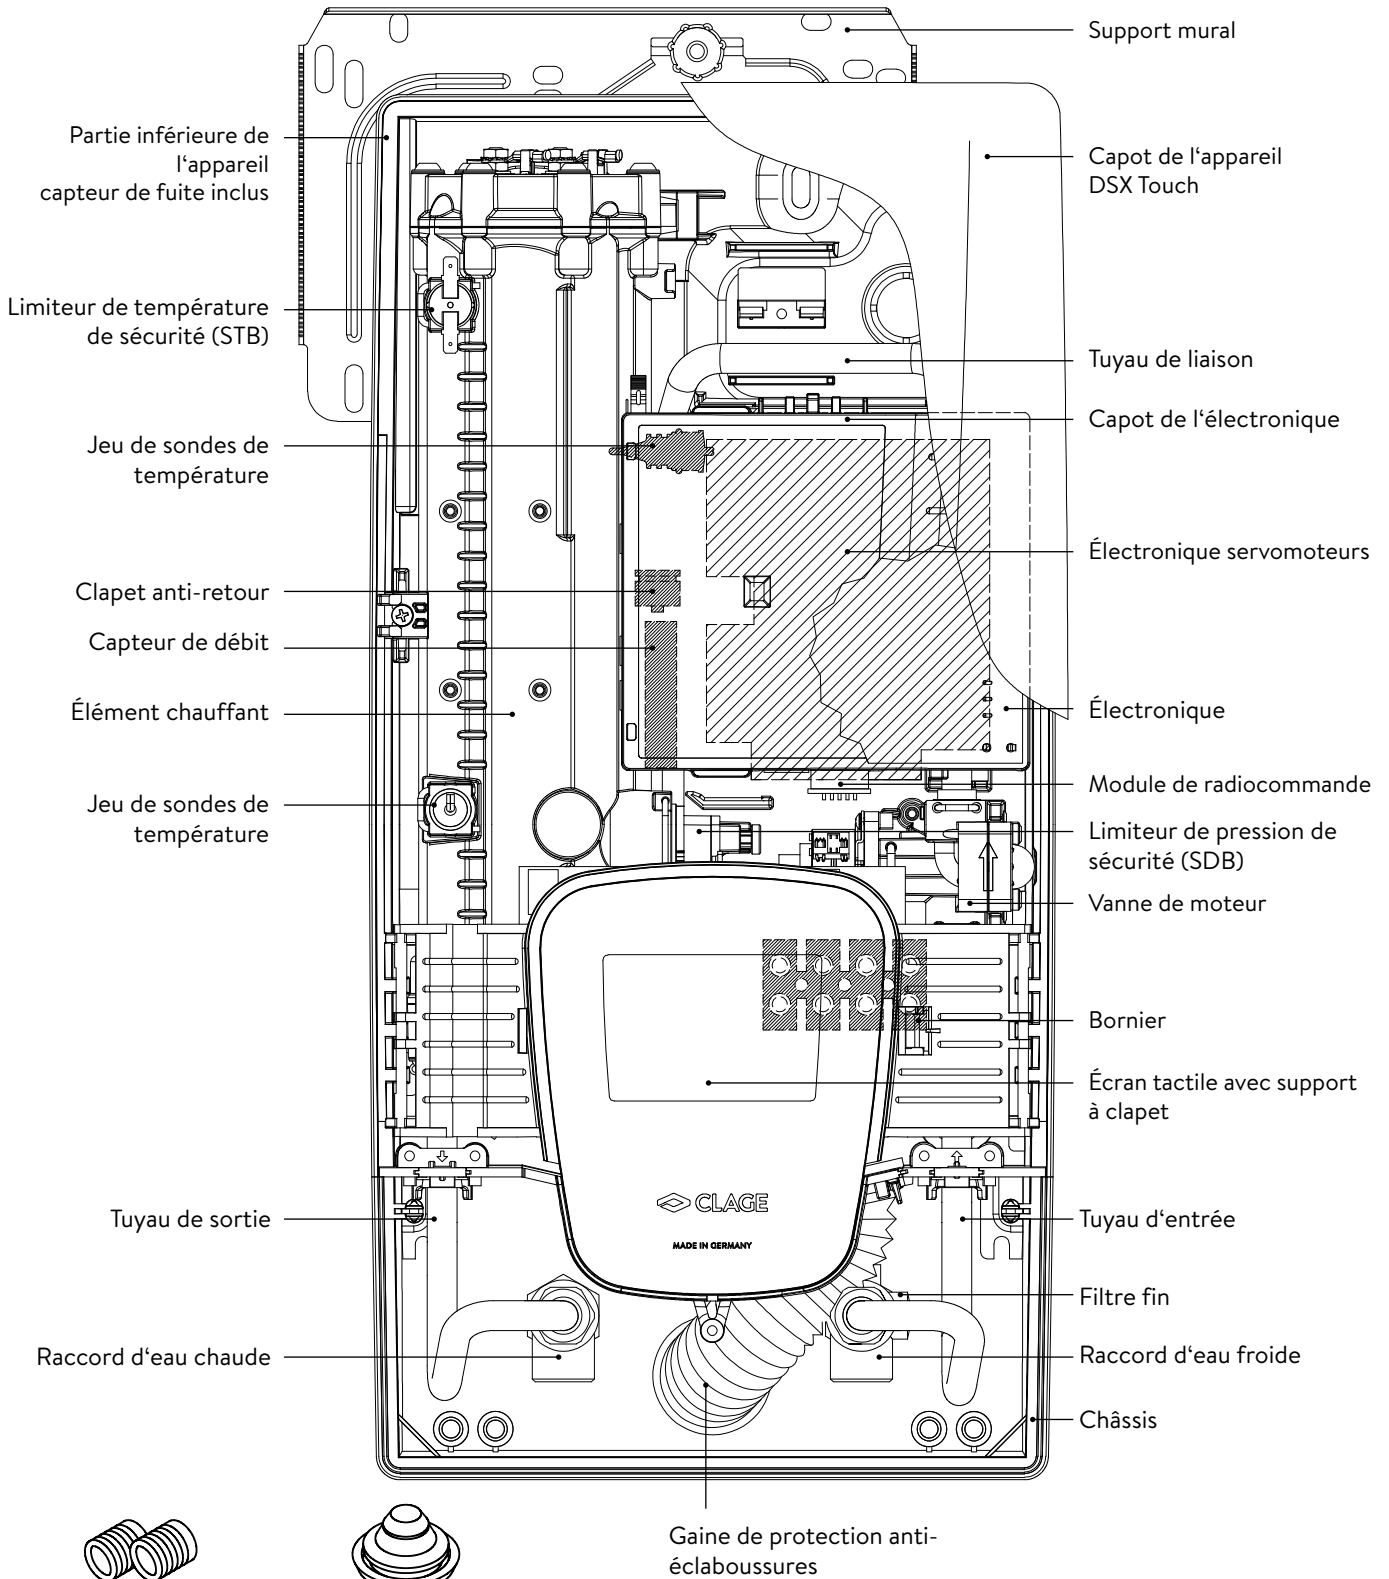 Support mural
Partie inférieure de
l‘appareil
capteur de fuite inclus
Capot de l‘appareil
DSX Touch
Limiteur de température
de sécurité (STB)
Tuyau de liaison
Capot de l‘électronique
Jeu de sondes de
température
Électronique servomoteurs
Clapet anti-retour
Capteur de débit
Élément chauffant
Électronique
Module de radiocommande
Jeu de sondes de
température
Limiteur de pression de
sécurité (SDB)
Vanne de moteur
Bornier
Écran tactile avec support
à clapet
CLAGE
MADE IN GERMANY
Tuyau de sortie
Tuyau d‘entrée
Filtre fin
Raccord d‘eau chaude
Raccord d‘eau froide
Châssis
Gaine de protection anti-
éclaboussures